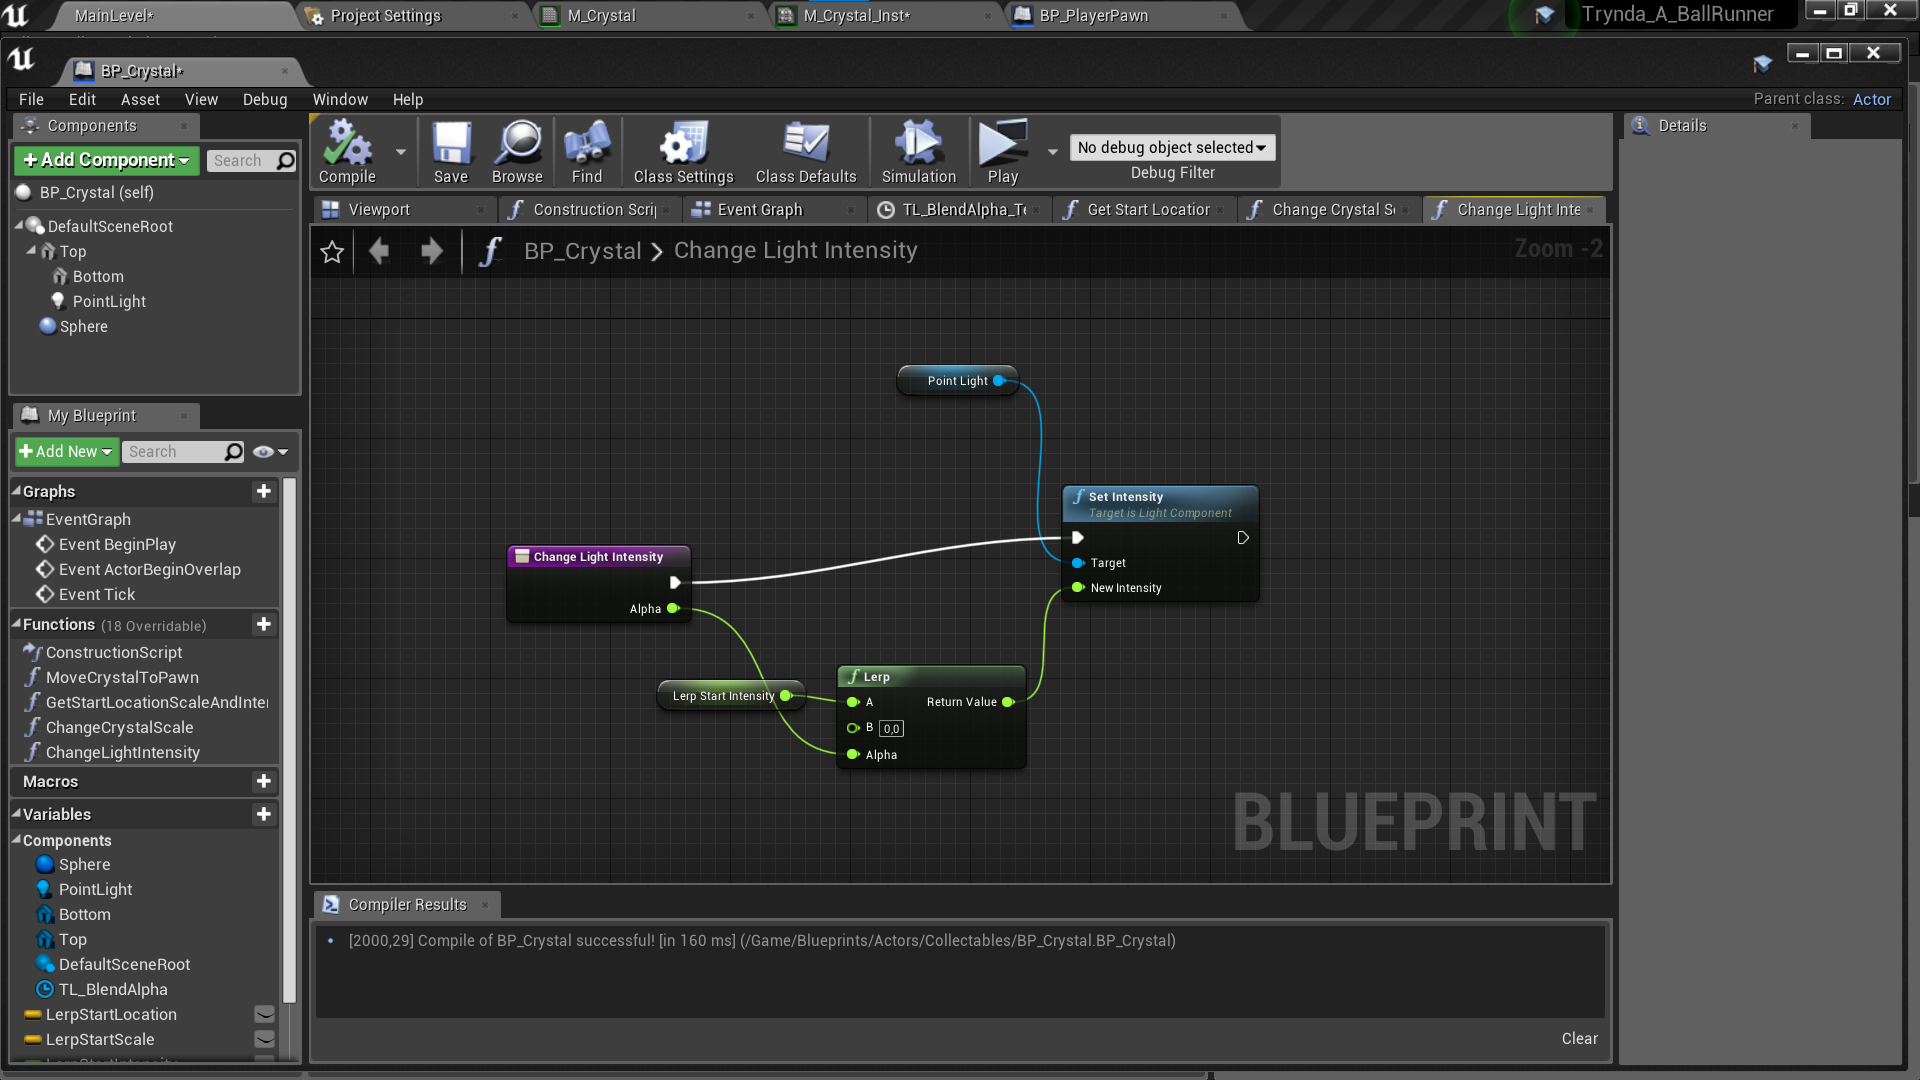 MainLevel*
Project Settings
M_Crystal
M_Crystal_Inst*
BP_PlayerPawn
Trynda_A_BallRunner
BP_Crystal*
File Edit Asset View Debug Window Help
Parent class: Actor
Components
+ Add Component
Search
BP_Crystal (self)
DefaultSceneRoot
Top
Bottom
PointLight
Sphere
My Blueprint
+ Add New
Search
Graphs
EventGraph
Event BeginPlay
Event ActorBeginOverlap
Event Tick
Functions (18 Overridable)
ConstructionScript
MoveCrystalToPawn
GetStartLocationScaleAndInter
ChangeCrystalScale
ChangeLightIntensity
Macros
Variables
Components
Sphere
PointLight
Bottom
Top
DefaultSceneRoot
TL_BlendAlpha
LerpStartLocation
LerpStartScale
LerpStartIntensity
Compile
Save
Browse
Find
Class Settings
Class Defaults
Simulation
Play
No debug object selected
Debug Filter
Viewport
Construction Scrip
Event Graph
TL_BlendAlpha_Te
Get Start Location
Change Crystal Sc
Change Light Inte
BP_Crystal > Change Light Intensity
Zoom -2
Point Light
Set Intensity
Target is Light Component
Target
New Intensity
Change Light Intensity
Alpha
Lerp Start Intensity
Lerp
A
Return Value
B 0,0
Alpha
BLUEPRINT
Compiler Results
[2000,29] Compile of BP_Crystal successful! [in 160 ms] (/Game/Blueprints/Actors/Collectables/BP_Crystal.BP_Crystal)
Clear
Details